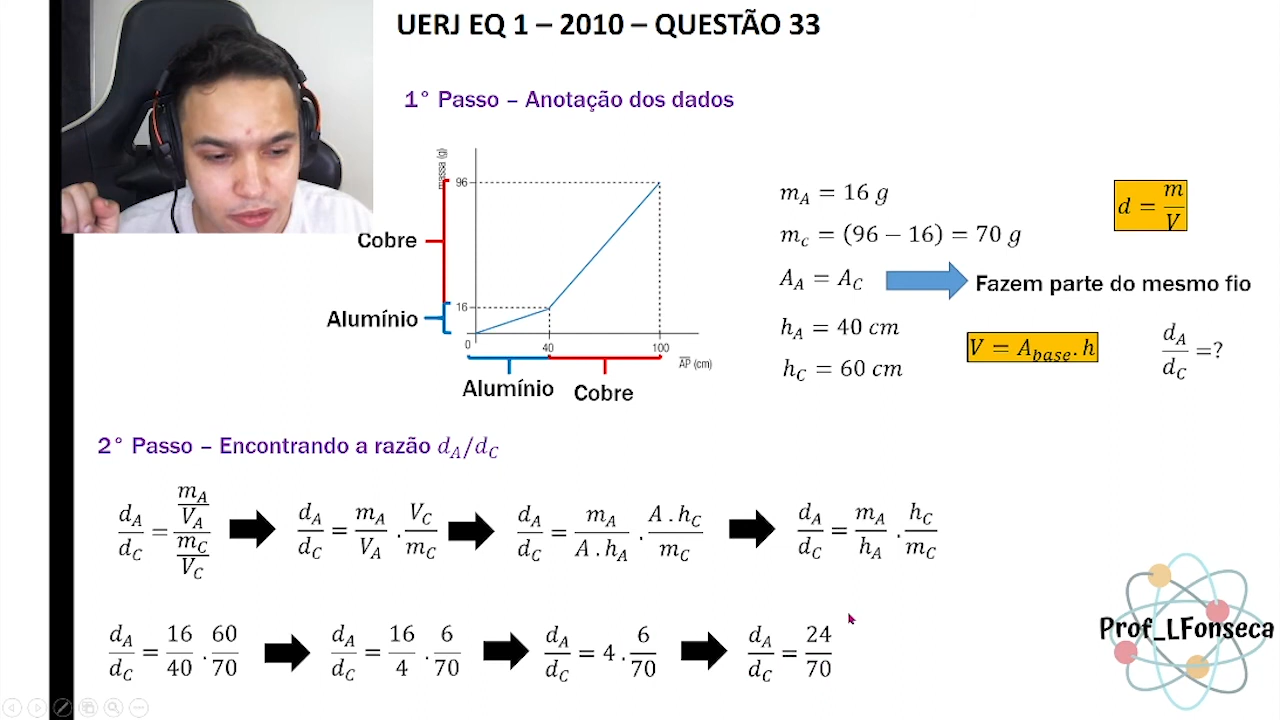 UERJ EQ 1 – 2010 – QUESTÃO 33
1° Passo – Anotação dos dados
massa (g)
96
16
0
40
100
AP (cm)
Cobre
Alumínio
Alumínio
Cobre
m_A = 16 g
m_c = (96 − 16) = 70 g
A_A = A_C
Fazem parte do mesmo fio
h_A = 40 cm
h_C = 60 cm
d = m/V
V = A_base . h
d_A/d_C =?
2° Passo – Encontrando a razão d_A/d_C
d_A/d_C = (m_A/V_A)/(m_C/V_C)
d_A/d_C = m_A/V_A . V_C/m_C
d_A/d_C = m_A/A . h_A . A . h_C/m_C
d_A/d_C = m_A/h_A . h_C/m_C
d_A/d_C = 16/40 . 60/70
d_A/d_C = 16/4 . 6/70
d_A/d_C = 4 . 6/70
d_A/d_C = 24/70
Prof_LFonseca